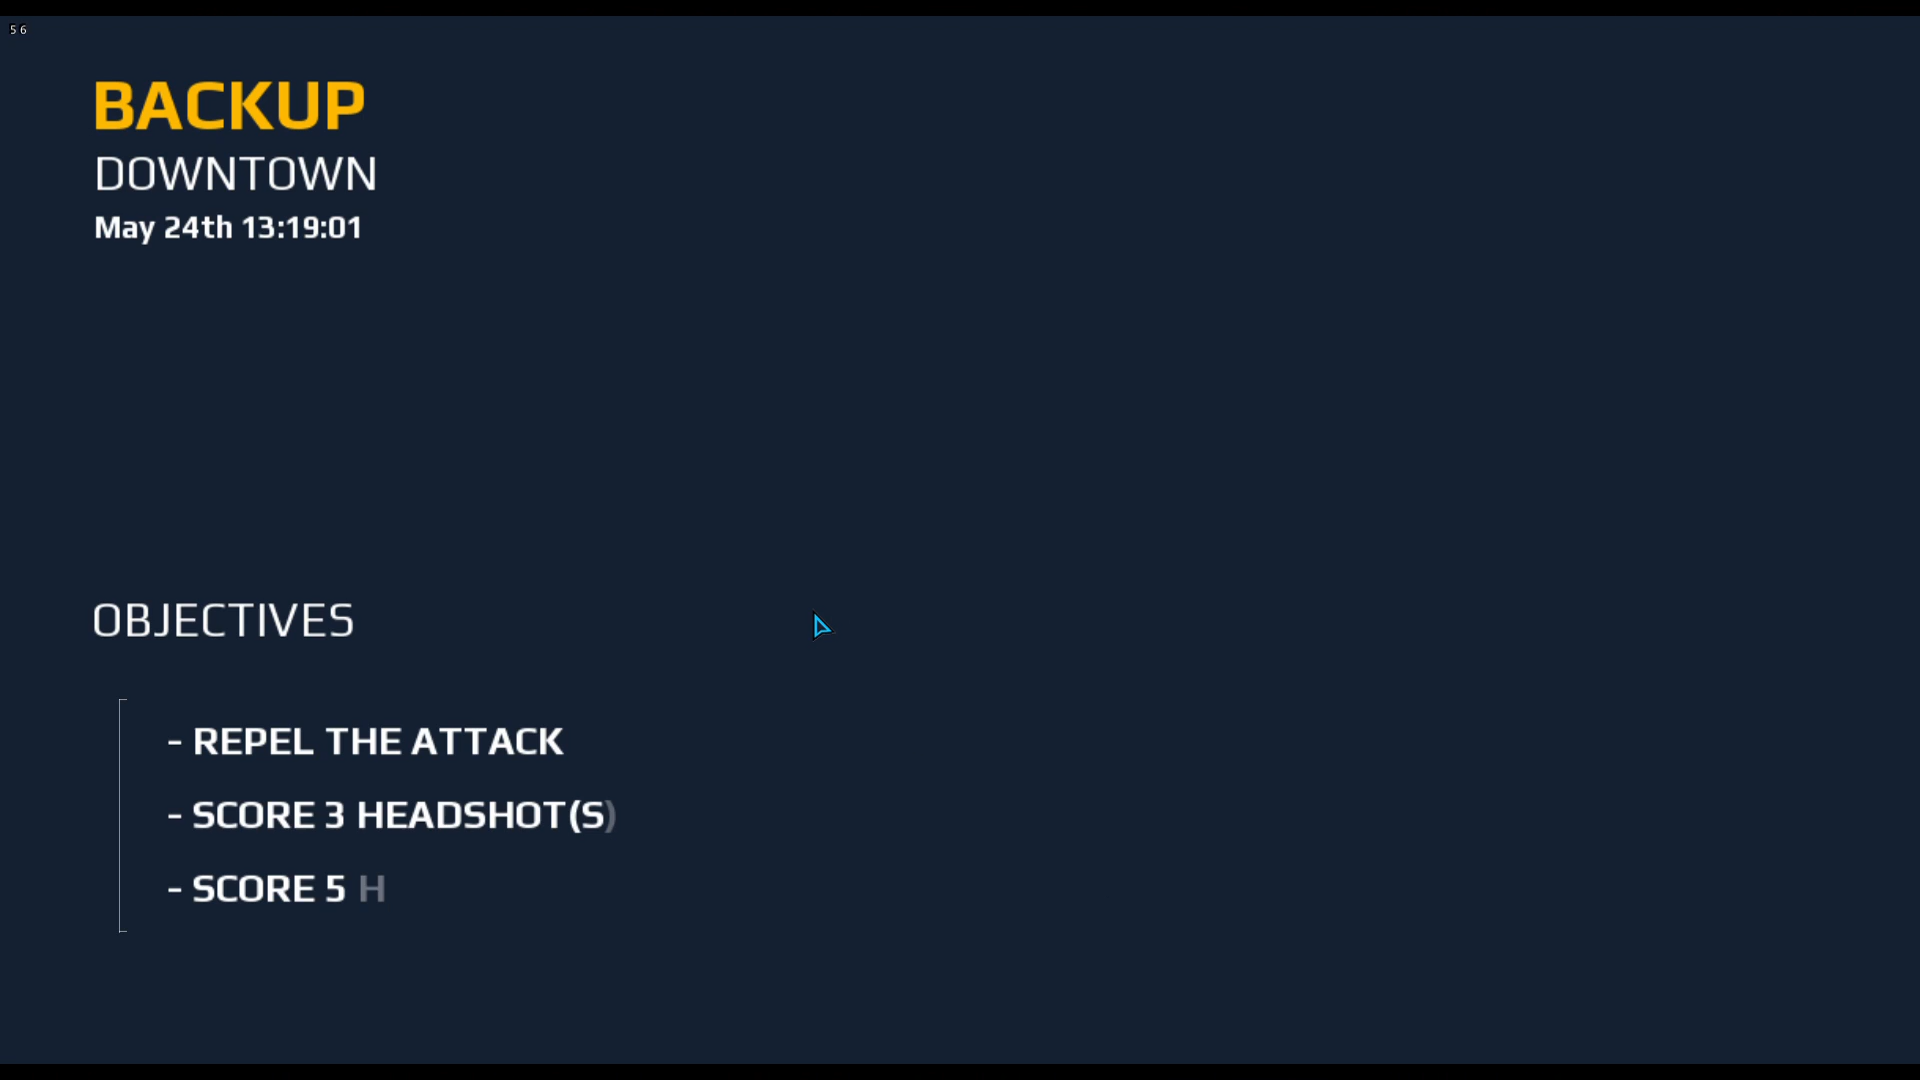 56
BACKUP
DOWNTOWN
May 24th 13:19:01
OBJECTIVES
- REPEL THE ATTACK
- SCORE 3 HEADSHOT(S)
- SCORE 5 H